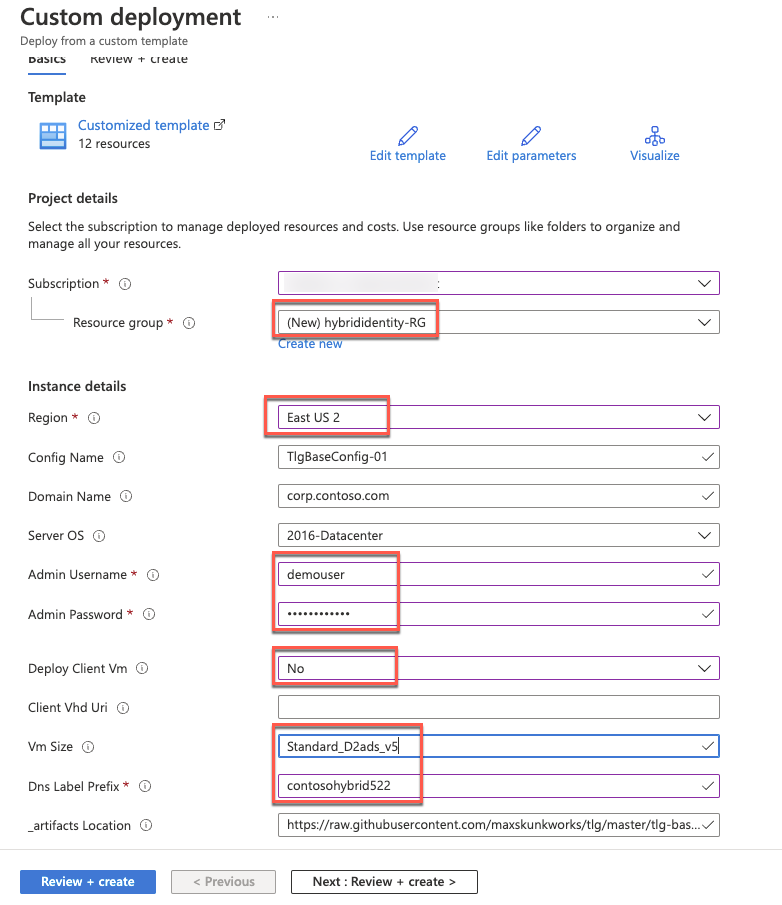 Custom deployment ...
Deploy from a custom template
Basics Review + create
Template
Customized template
12 resources
Edit template Edit parameters Visualize
Project details
Select the subscription to manage deployed resources and costs. Use resource groups like folders to organize and
manage all your resources.
Subscription *
Resource group * (New) hybrididentity-RG
Create new
Instance details
Region * East US 2
Config Name TlgBaseConfig-01
Domain Name corp.contoso.com
Server OS 2016-Datacenter
Admin Username * demouser
Admin Password * ••••••••••••
Deploy Client Vm No
Client Vhd Uri
Vm Size Standard_D2ads_v5
Dns Label Prefix * contosohybrid522
_artifacts Location https://raw.githubusercontent.com/maxskunkworks/tlg/master/tlg-bas...
Review + create < Previous Next : Review + create >